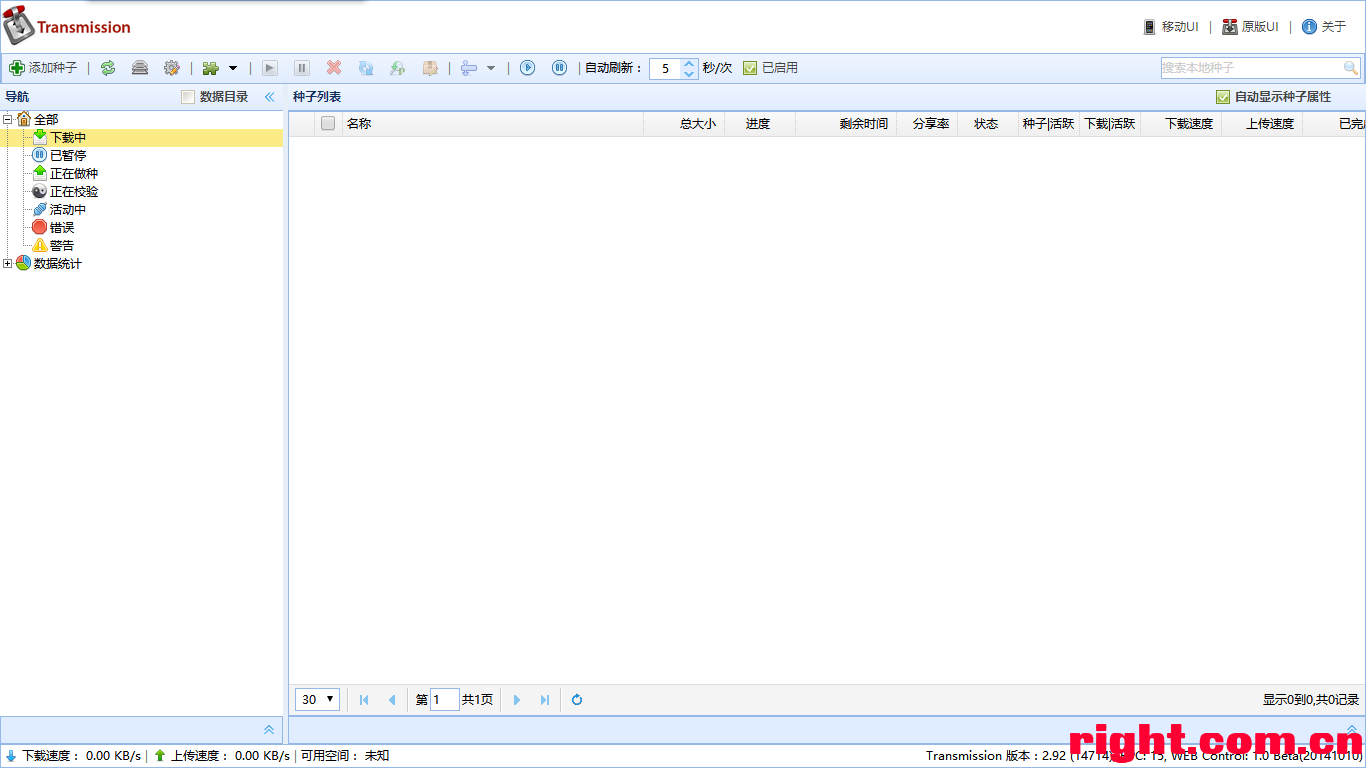 Transmission
移动UI | 原版UI | 关于
添加种子 | | | | | | 自动刷新： 5 秒/次 已启用 搜索本地种子
导航 数据目录 种子列表 自动显示种子属性
名称 总大小 进度 剩余时间 分享率 状态 种子|活跃 下载|活跃 下载速度 上传速度 已完
全部
下载中
已暂停
正在做种
正在校验
活动中
错误
警告
数据统计
30 第 1 共1页 显示0到0,共0记录
下载速度： 0.00 KB/s | 上传速度： 0.00 KB/s | 可用空间： 未知 Transmission 版本：2.92 (14714) C: 15, WEB Control: 1.0 Beta(20141010)
right.com.cn